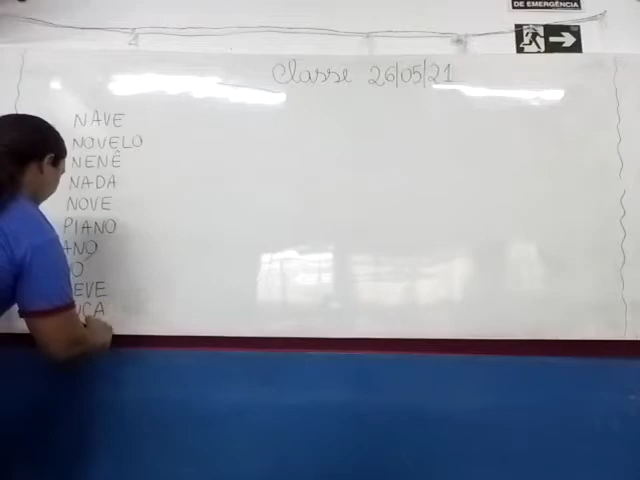 DE EMERGÊNCIA
Classe 26/05/21
NAVE
NOVELO
NENÊ
NADA
NOVE
PIANO